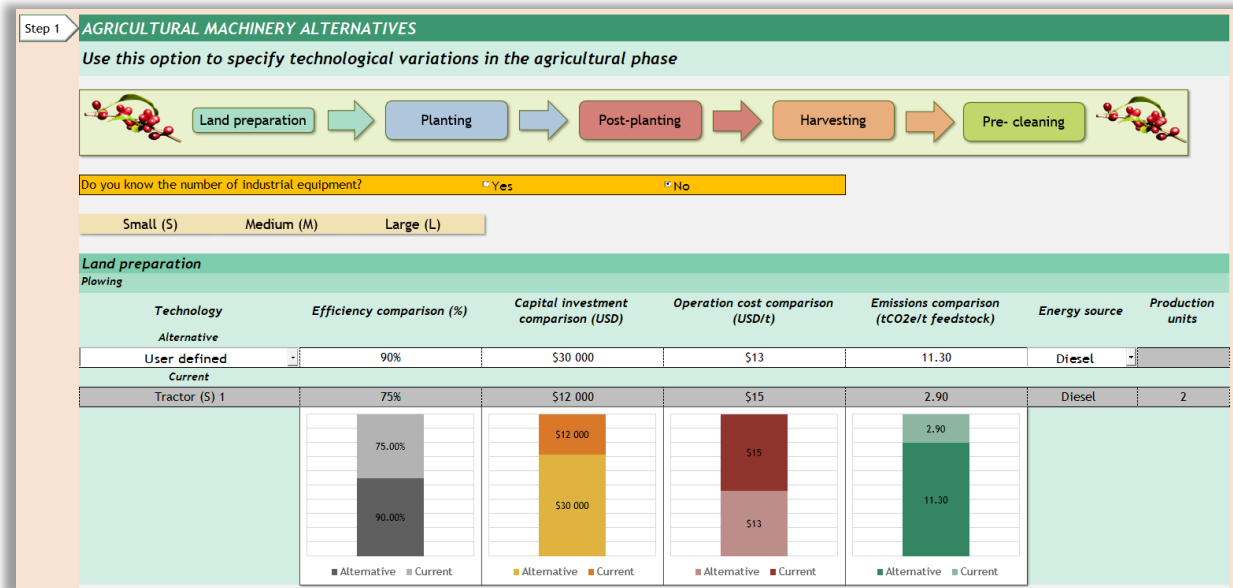 Step 1
AGRICULTURAL MACHINERY ALTERNATIVES
Use this option to specify technological variations in the agricultural phase
Land preparation
Planting
Post-planting
Harvesting
Pre- cleaning
Do you know the number of industrial equipment? Yes No
Small (S) Medium (M) Large (L)
Land preparation
Plowing
Technology Efficiency comparison (%) Capital investment comparison (USD) Operation cost comparison (USD/t) Emissions comparison (tCO2e/t feedstock) Energy source Production units
Alternative
User defined 90% $30 000 $13 11.30 Diesel
Current
Tractor (S) 1 75% $12 000 $15 2.90 Diesel 2
75.00%
90.00%
Alternative Current
$12 000
$30 000
Alternative Current
$15
$13
Alternative Current
2.90
11.30
Alternative Current